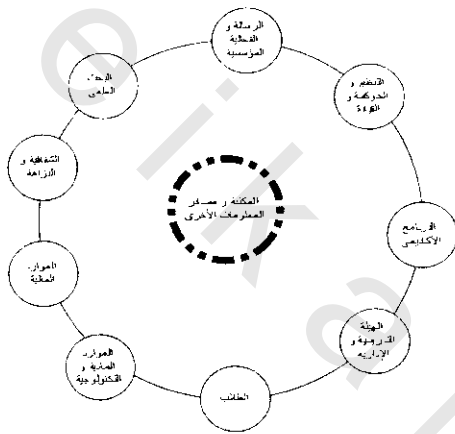 الرسالة و
الفعالية
المؤسسية
التنظيم و
الحوكمة و
القيادة
البرنامج
الأكاديمي
الهيئة
التدريسية و
الإدارية
الطالب
الموارد
المادية و
التكنولوجية
الموارد
المالية
الشفافية و
النزاهة
البحث
العلمي
المكتبة و مصادر
المعلومات الأخرى